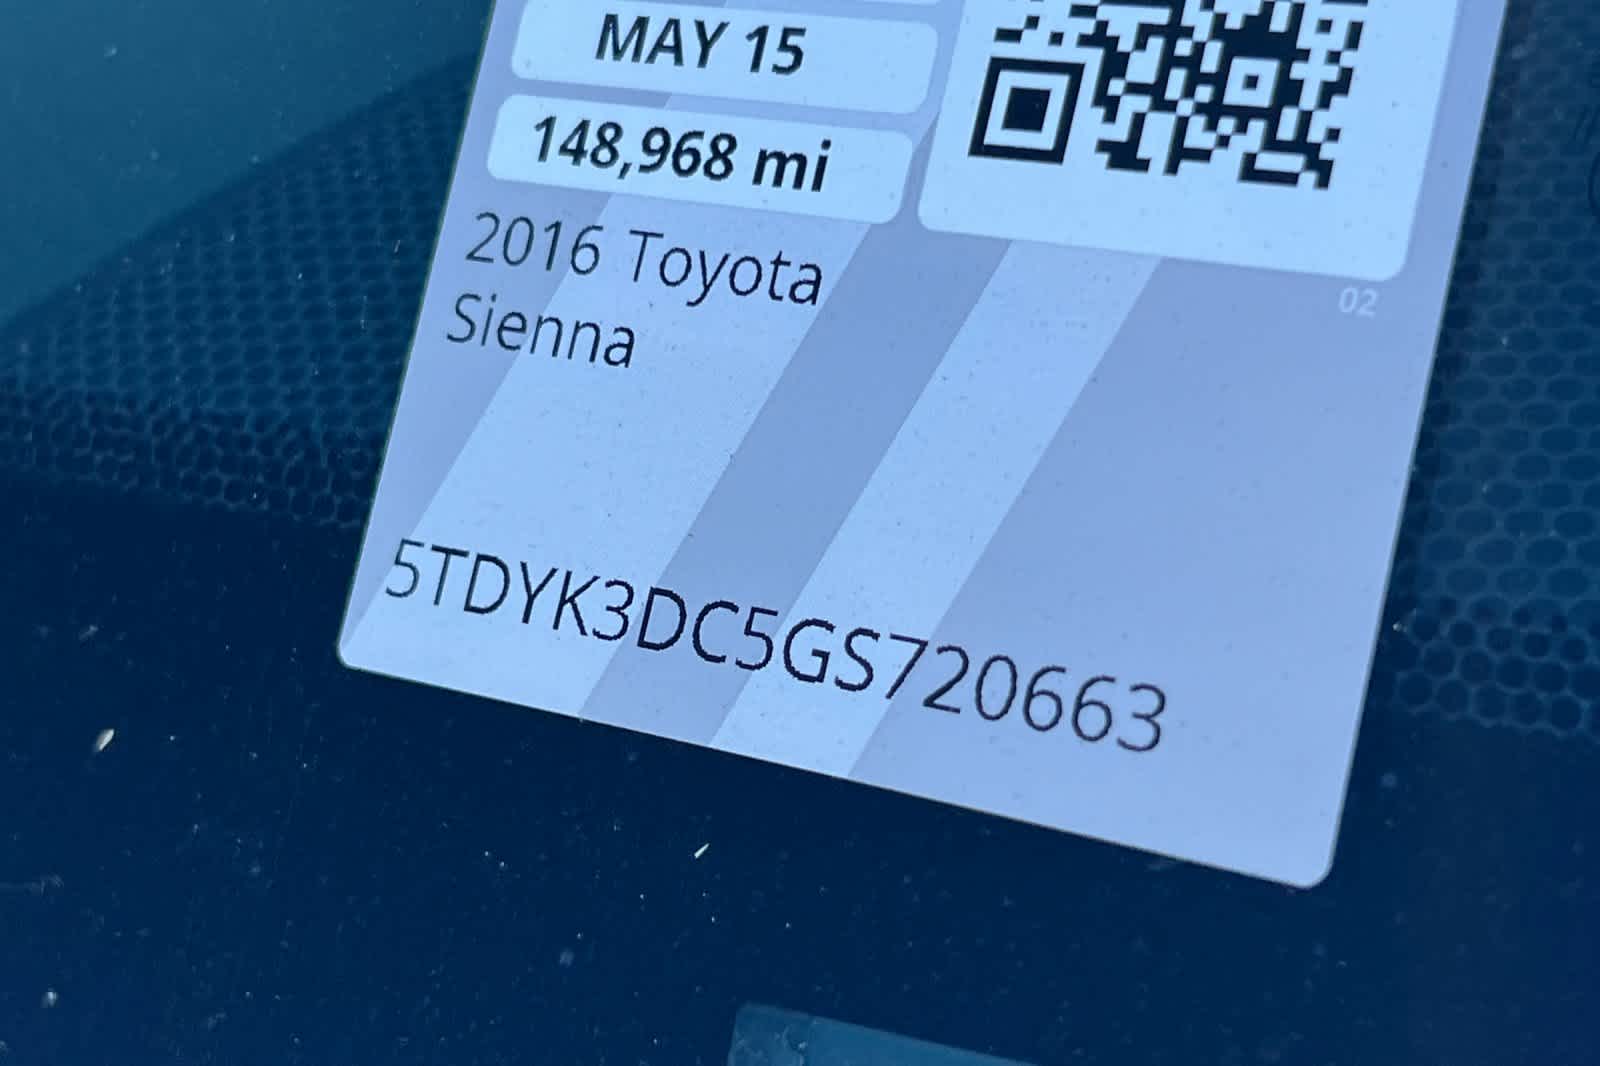 MAY 15
148,968 mi
2016 Toyota
Sienna
02
5TDYK3DC5GS720663